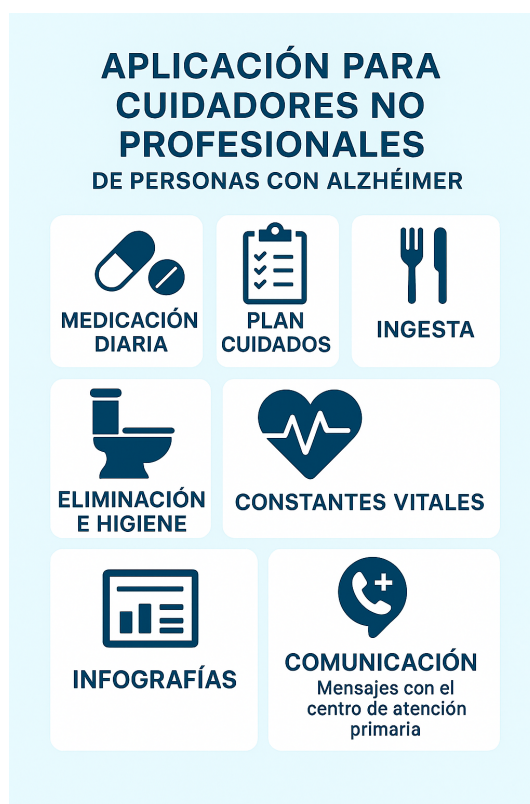 APLICACIÓN PARA
CUIDADORES NO
PROFESIONALES
DE PERSONAS CON ALZHÉIMER
MEDICACIÓN
DIARIA
PLAN
CUIDADOS
INGESTA
ELIMINACIÓN
E HIGIENE
CONSTANTES VITALES
INFOGRAFÍAS
COMUNICACIÓN
Mensajes con el
centro de atención
primaria